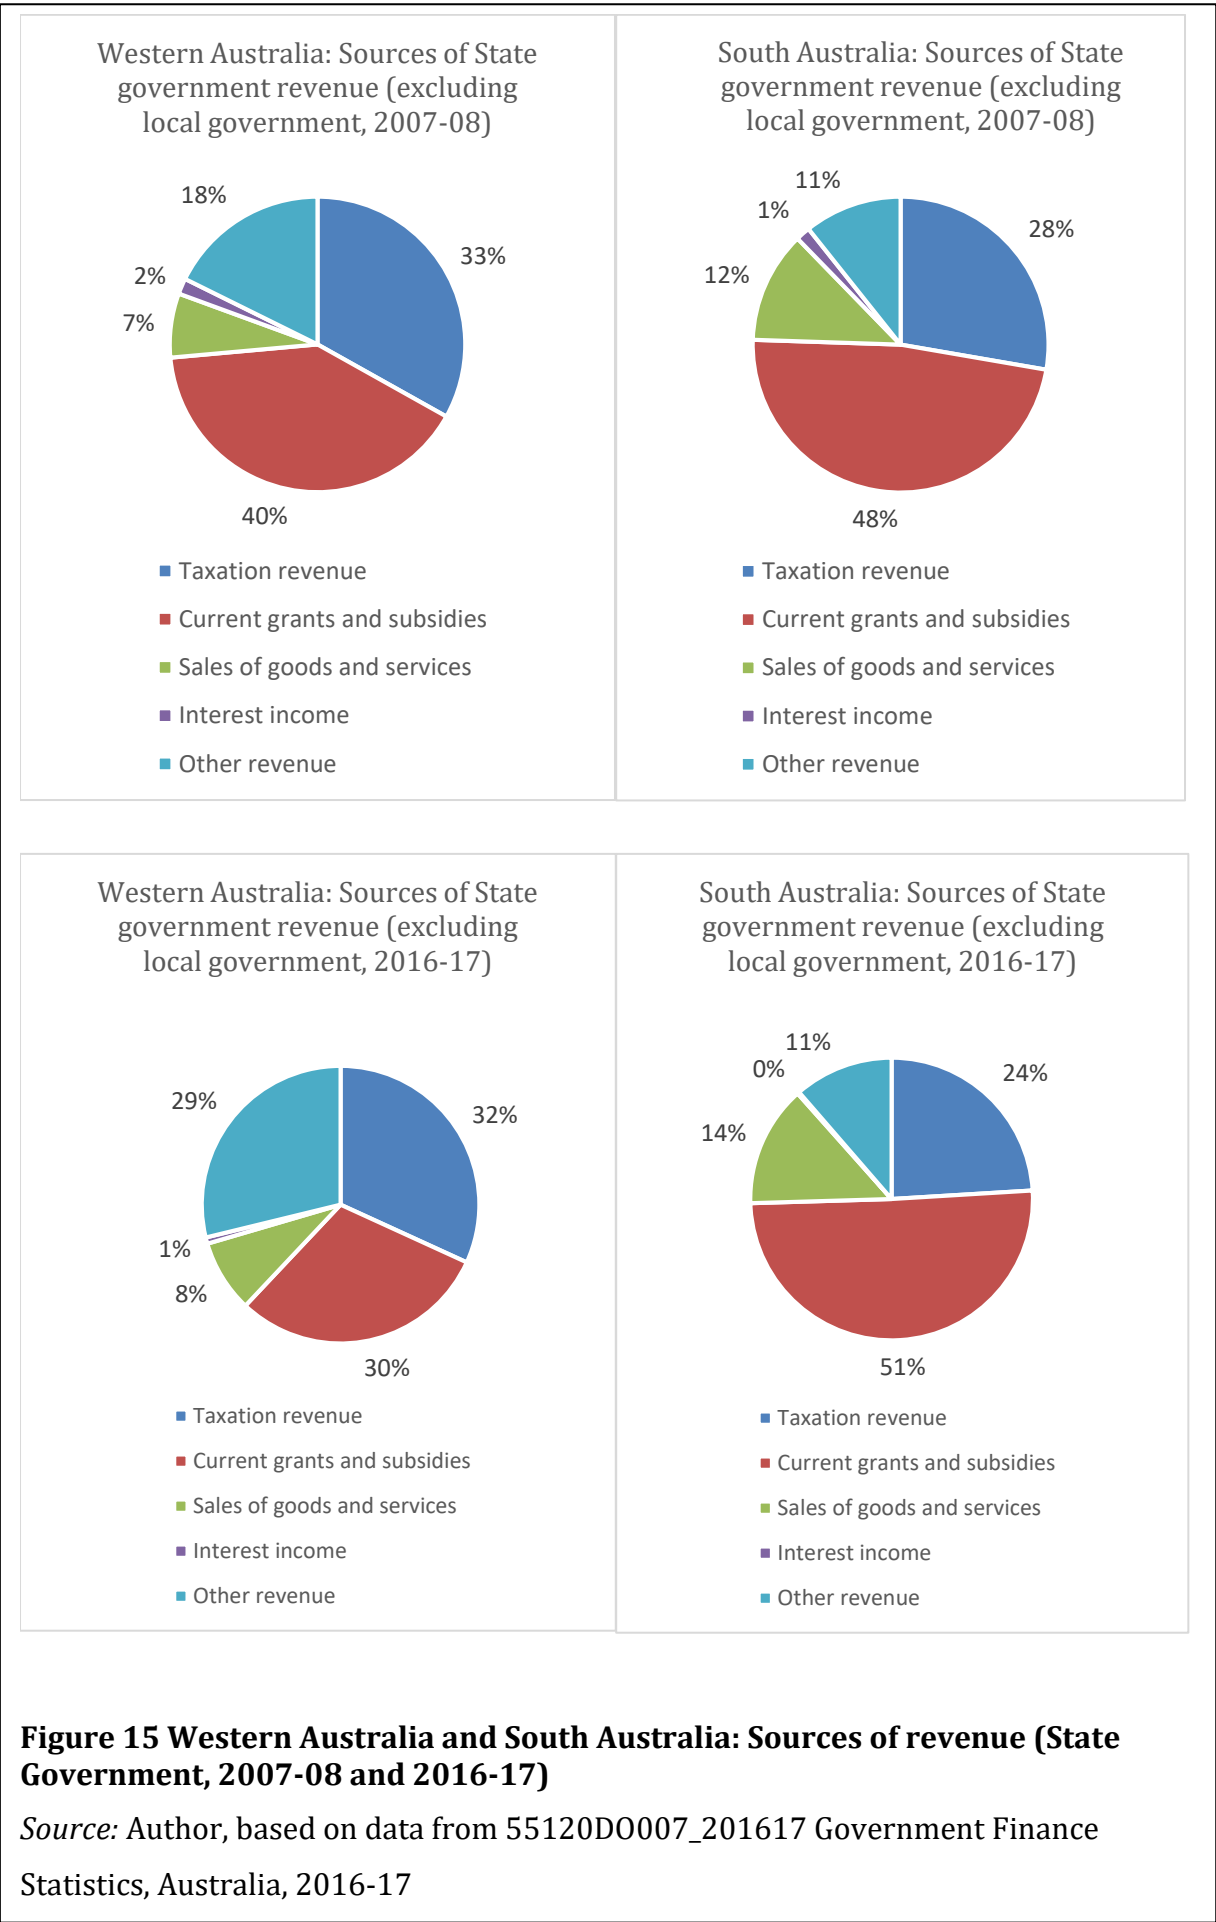 Western Australia: Sources of State
government revenue (excluding
local government, 2007-08)
18%
33%
2%
7%
40%
Taxation revenue
Current grants and subsidies
Sales of goods and services
Interest income
Other revenue
South Australia: Sources of State
government revenue (excluding
local government, 2007-08)
11%
1%
28%
12%
48%
Taxation revenue
Current grants and subsidies
Sales of goods and services
Interest income
Other revenue
Western Australia: Sources of State
government revenue (excluding
local government, 2016-17)
29%
32%
1%
8%
30%
Taxation revenue
Current grants and subsidies
Sales of goods and services
Interest income
Other revenue
South Australia: Sources of State
government revenue (excluding
local government, 2016-17)
11%
0%
24%
14%
51%
Taxation revenue
Current grants and subsidies
Sales of goods and services
Interest income
Other revenue
Figure 15 Western Australia and South Australia: Sources of revenue (State
Government, 2007-08 and 2016-17)
Source: Author, based on data from 55120DO007_201617 Government Finance
Statistics, Australia, 2016-17